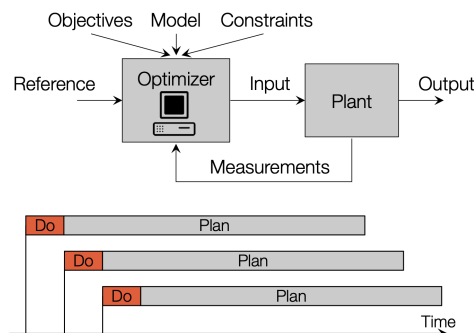 Objectives Model Constraints
Reference Optimizer Input Plant Output
Measurements
Do Plan
Do Plan
Do Plan
Time